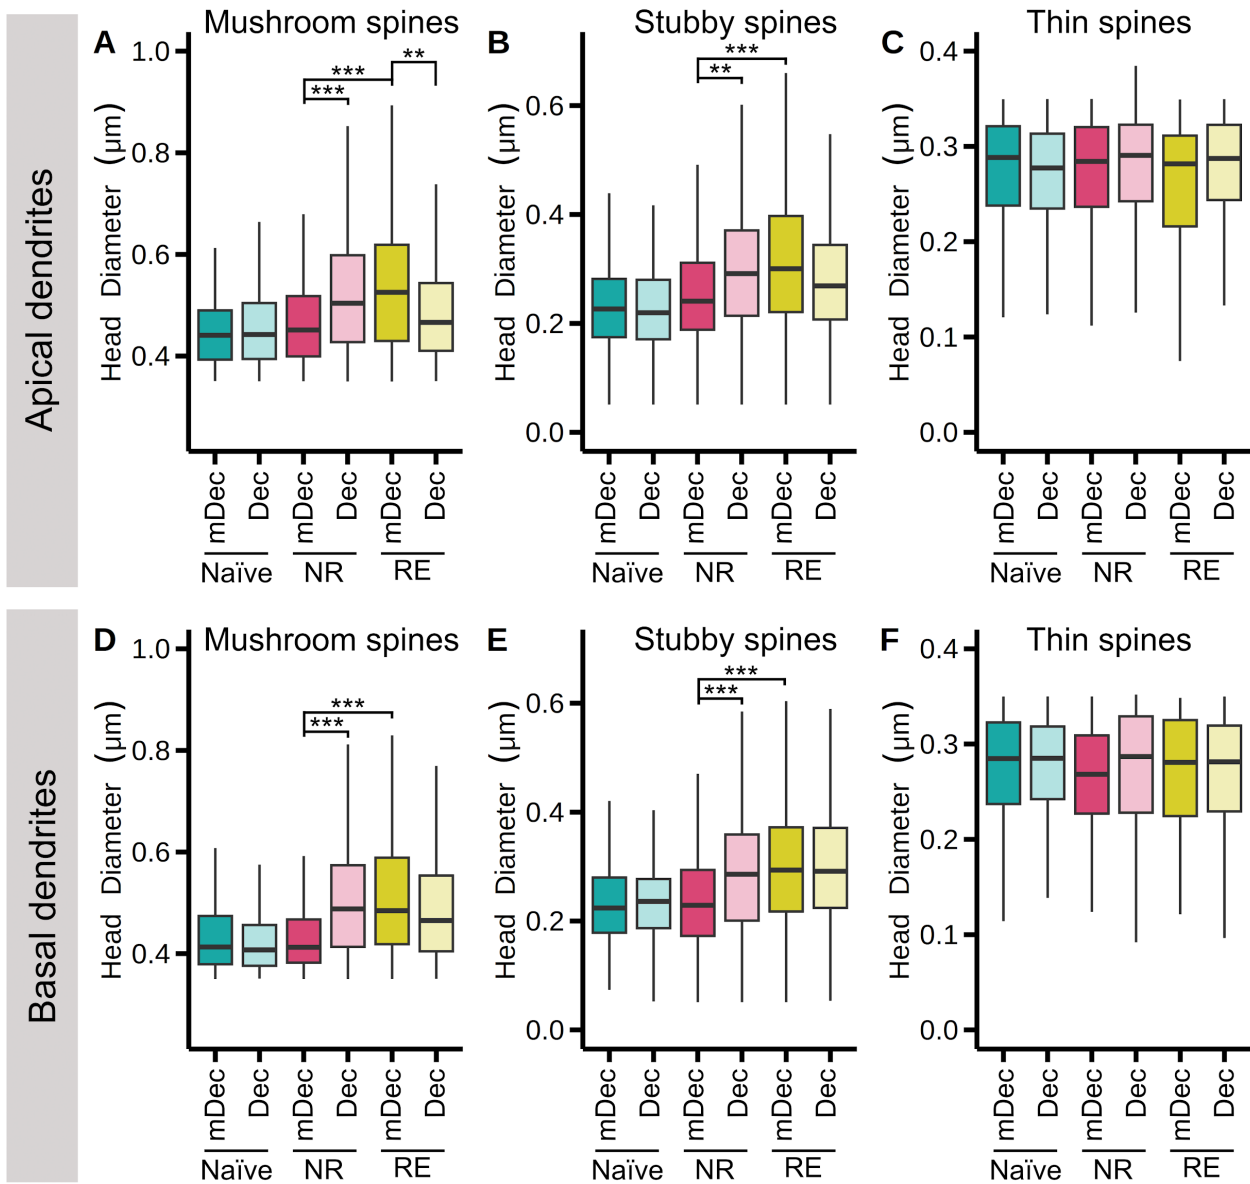 Apical dendrites
A
Mushroom spines
Head Diameter (μm)
1.0
0.8
0.6
0.4
***
***
**
mDec Dec mDec Dec mDec Dec
Naïve NR RE
B
Stubby spines
Head Diameter (μm)
0.6
0.4
0.2
0.0
***
**
mDec Dec mDec Dec mDec Dec
Naïve NR RE
C
Thin spines
Head Diameter (μm)
0.4
0.3
0.2
0.1
0.0
mDec Dec mDec Dec mDec Dec
Naïve NR RE
Basal dendrites
D
Mushroom spines
Head Diameter (μm)
1.0
0.8
0.6
0.4
***
***
mDec Dec mDec Dec mDec Dec
Naïve NR RE
E
Stubby spines
Head Diameter (μm)
0.6
0.4
0.2
0.0
***
***
mDec Dec mDec Dec mDec Dec
Naïve NR RE
F
Thin spines
Head Diameter (μm)
0.4
0.3
0.2
0.1
0.0
mDec Dec mDec Dec mDec Dec
Naïve NR RE